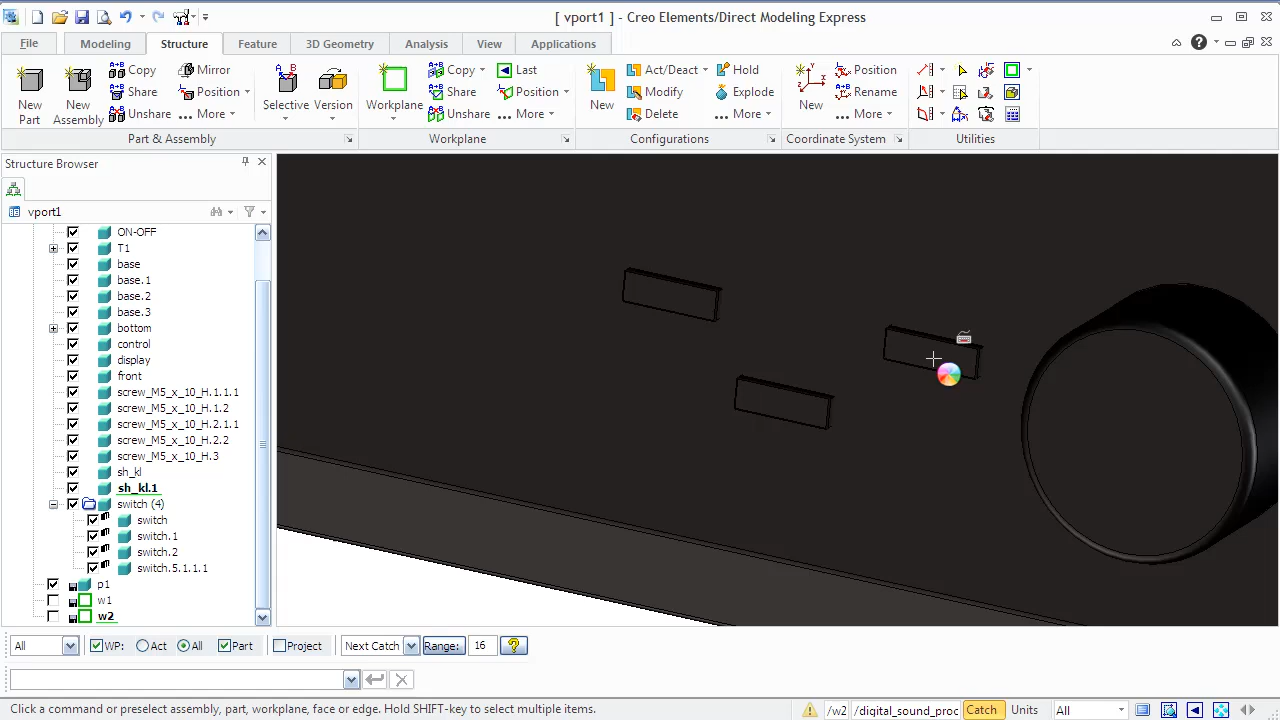 [ vport1 ] - Creo Elements/Direct Modeling Express
File Modeling Structure Feature 3D Geometry Analysis View Applications
New Part
New Assembly
Copy Mirror
Share Position
Unshare ... More
Selective Version
Workplane
Copy Last
Share Position
Unshare ... More
New
Act/Deact Hold
Modify Explode
Delete ... More
New
Position
Rename
... More
Part & Assembly Workplane Configurations Coordinate System Utilities
Structure Browser
vport1
ON-OFF
T1
base
base.1
base.2
base.3
bottom
control
display
front
screw_M5_x_10_H.1.1.1
screw_M5_x_10_H.1.2
screw_M5_x_10_H.2.1.1
screw_M5_x_10_H.2.2
screw_M5_x_10_H.3
sh_kl
sh_kl.1
switch (4)
switch
switch.1
switch.2
switch.5.1.1.1
p1
w1
w2
All WP: Act All Part Project Next Catch Range: 16 ?
Click a command or preselect assembly, part, workplane, face or edge. Hold SHIFT-key to select multiple items. /w2 /digital_sound_proc Catch Units All